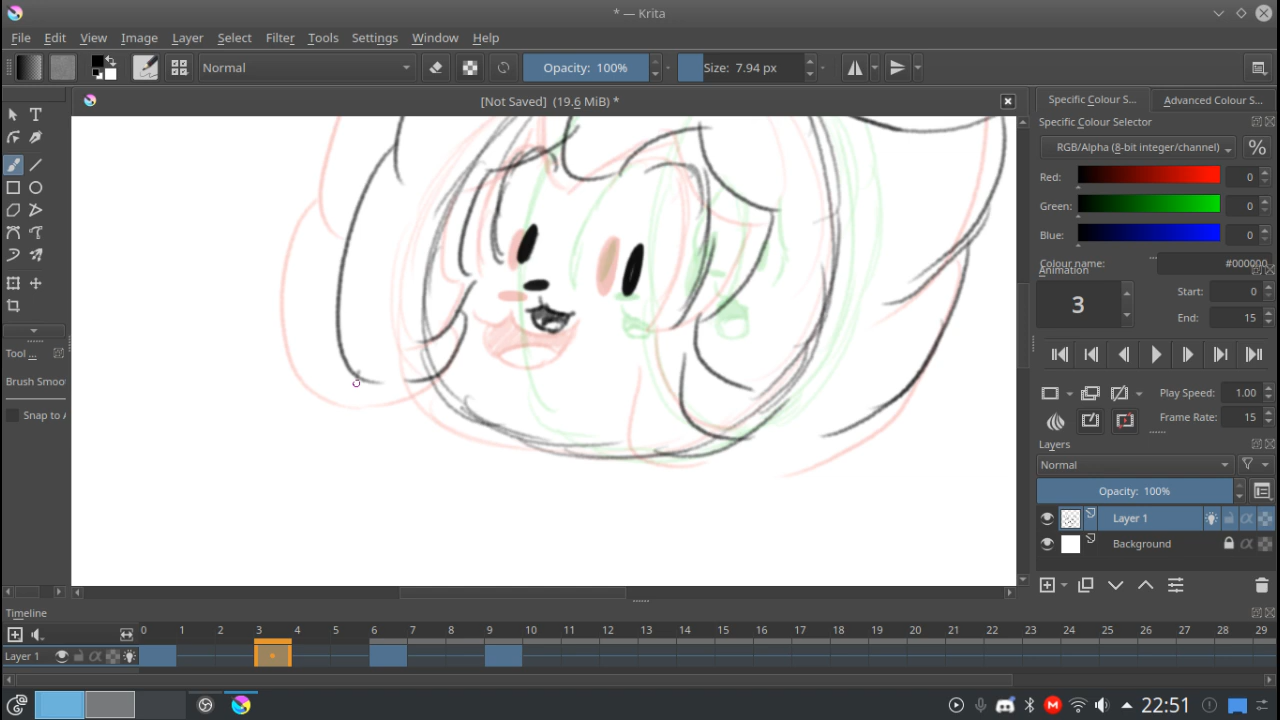 * — Krita
File Edit View Image Layer Select Filter Tools Settings Window Help
Normal Opacity: 100% Size: 7.94 px
[Not Saved] (19.6 MiB) *
Specific Colour S... Advanced Colour S...
Specific Colour Selector
RGB/Alpha (8-bit integer/channel) %
Red: 0
Green: 0
Blue: 0
Colour name: #000000
Animation
3 Start: 0
End: 15
Tool ...
Brush Smoo
Snap to A
Play Speed: 1.00
Frame Rate: 15
Layers
Normal
Opacity: 100%
Layer 1
Background
Timeline
0 1 2 3 4 5 6 7 8 9 10 11 12 13 14 15 16 17 18 19 20 21 22 23 24 25 26 27 28 29
Layer 1
22:51